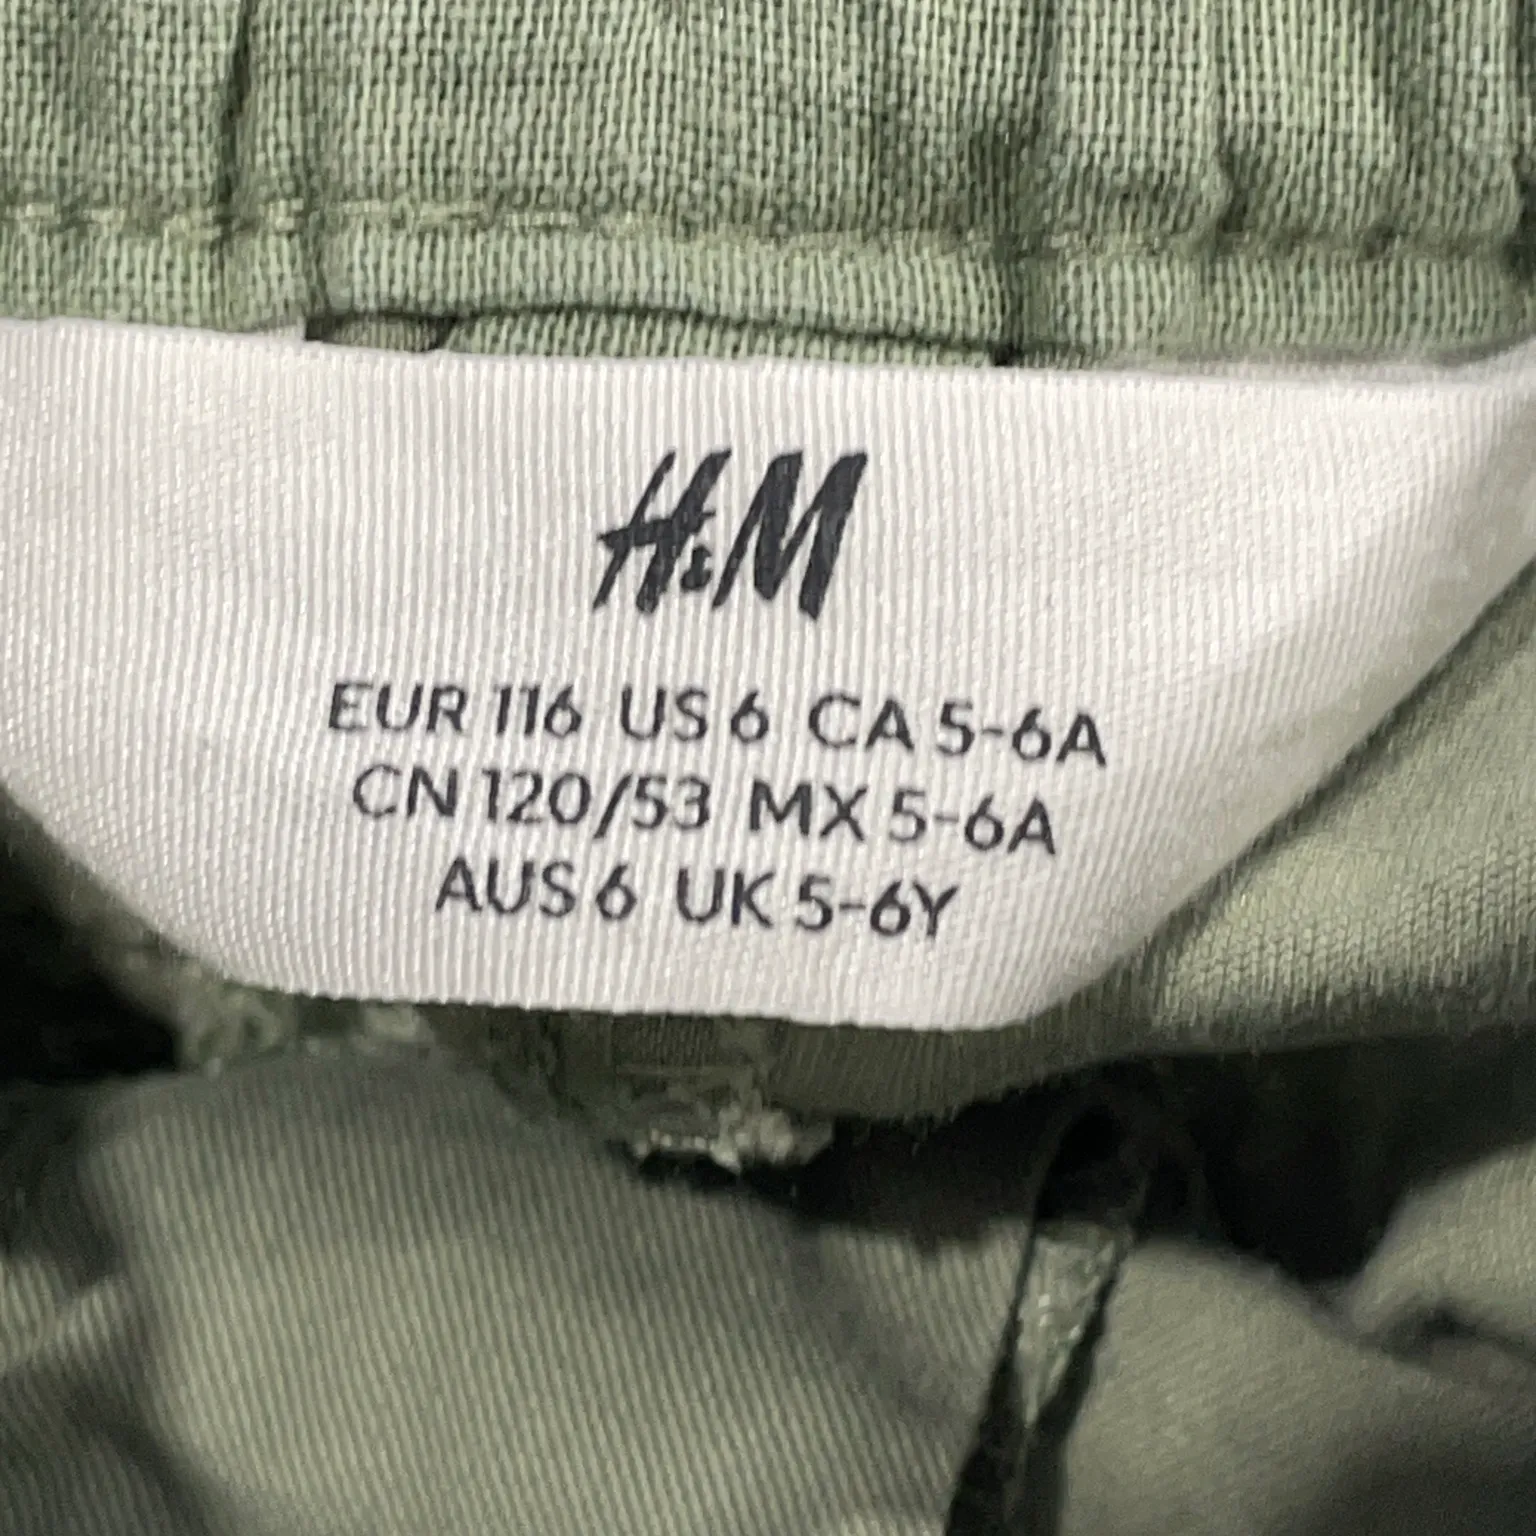 H&M
EUR 116 US 6 CA 5-6A
CN 120/53 MX 5-6A
AUS 6 UK 5-6Y